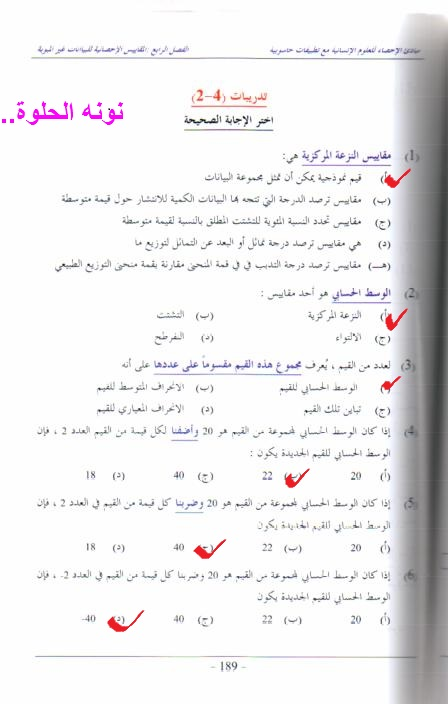 مبادئ الإحصاء للعلوم الإنسانية مع تطبيقات حاسوبية الفصل الرابع :المقاييس الإحصائية للبيانات غير المبوبة
تدريبات (4-2)
نونه الحلوة..
اختر الإجابة الصحيحة
(1) مقاييس النزعة المركزية هي:
(أ) قيم نموذجية يمكن أن تمثل مجموعة البيانات
(ب) مقاييس ترصد الدرجة التي تتجه بها البيانات الكمية للانتشار حول قيمة متوسطة
(ج) مقاييس تحدد النسبة المئوية للتشتت المطلق بالنسبة لقيمة متوسطة
(د) هي مقاييس ترصد درجة تماثل أو البعد عن التماثل لتوزيع ما
(هـ) مقاييس ترصد درجة التدبب في قمة المنحنى مقارنة بقمة منحنى التوزيع الطبيعي
(2) الوسط الحسابي هو أحد مقاييس :
(أ) النزعة المركزية (ب) التشتت
(ج) الالتواء (د) التفرطح
(3) لعدد من القيم ، يُعرف مجموع هذه القيم مقسوماً على عددها على أنه
(أ) الوسط الحسابي للقيم (ب) الانحراف المتوسط للقيم
(ج) تباين تلك القيم (د) الانحراف المعياري للقيم
(4) إذا كان الوسط الحسابي لمجموعة من القيم هو 20 وأضفنا لكل قيمة من القيم العدد 2 ، فإن
الوسط الحسابي للقيم الجديدة يكون :
(أ) 20 (ب) 22 (ج) 40 (د) 18
(5) إذا كان الوسط الحسابي لمجموعة من القيم هو 20 وضربنا كل قيمة من القيم في العدد 2 ، فإن
الوسط الحسابي للقيم الجديدة يكون
(أ) 20 (ب) 22 (ج) 40 (د) 18
(6) إذا كان الوسط الحسابي لمجموعة من القيم هو 20 وضربنا كل قيمة من القيم في العدد 2- ، فإن
الوسط الحسابي للقيم الجديدة يكون
(أ) 20 (ب) 22 (ج) 40 (د) 40-
- 189 -